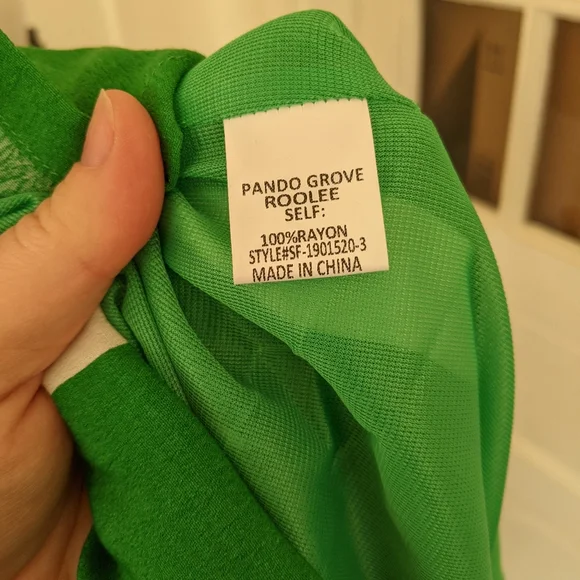 PANDO GROVE
ROOLEE
SELF:
100%RAYON
STYLE#SF-1901520-3
MADE IN CHINA